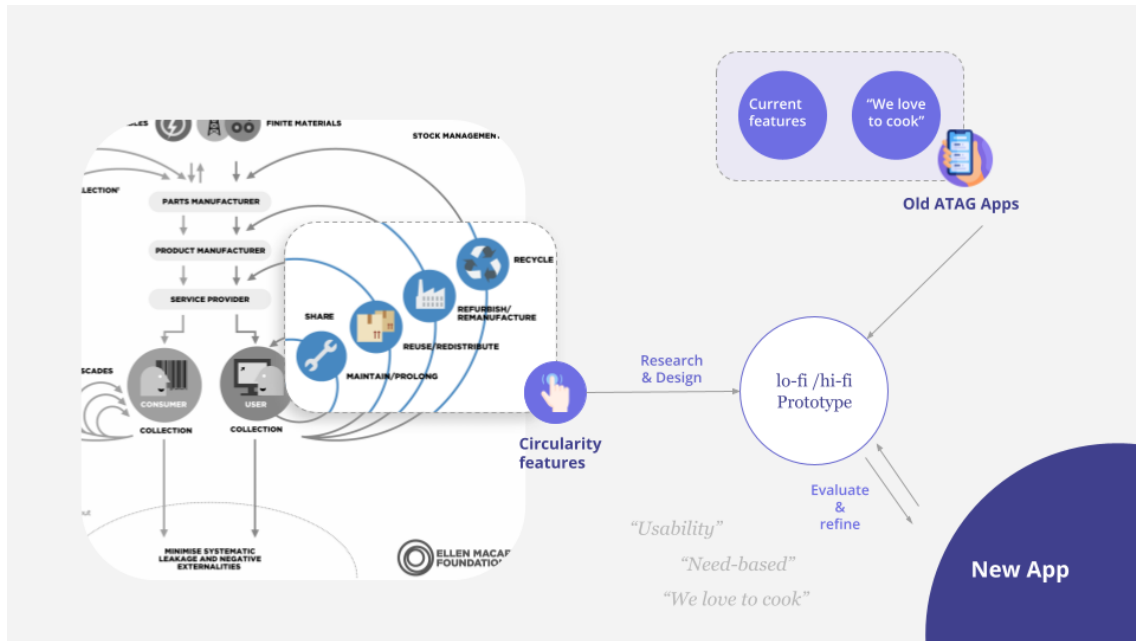 Current
features
“We love
to cook”
Old ATAG Apps
FINITE MATERIALS
STOCK MANAGEMENT
PARTS MANUFACTURER
PRODUCT MANUFACTURER
SERVICE PROVIDER
RECYCLE
REFURBISH/
REMANUFACTURE
SHARE
REUSE/REDISTRIBUTE
MAINTAIN/PROLONG
CONSUMER
USER
COLLECTION
COLLECTION
MINIMISE SYSTEMATIC
LEAKAGE AND NEGATIVE
EXTERNALITIES
ELLEN MACAR
FOUNDATION
Circularity
features
Research
& Design
lo-fi /hi-fi
Prototype
Evaluate
&
refine
“Usability”
“Need-based”
“We love to cook”
New App